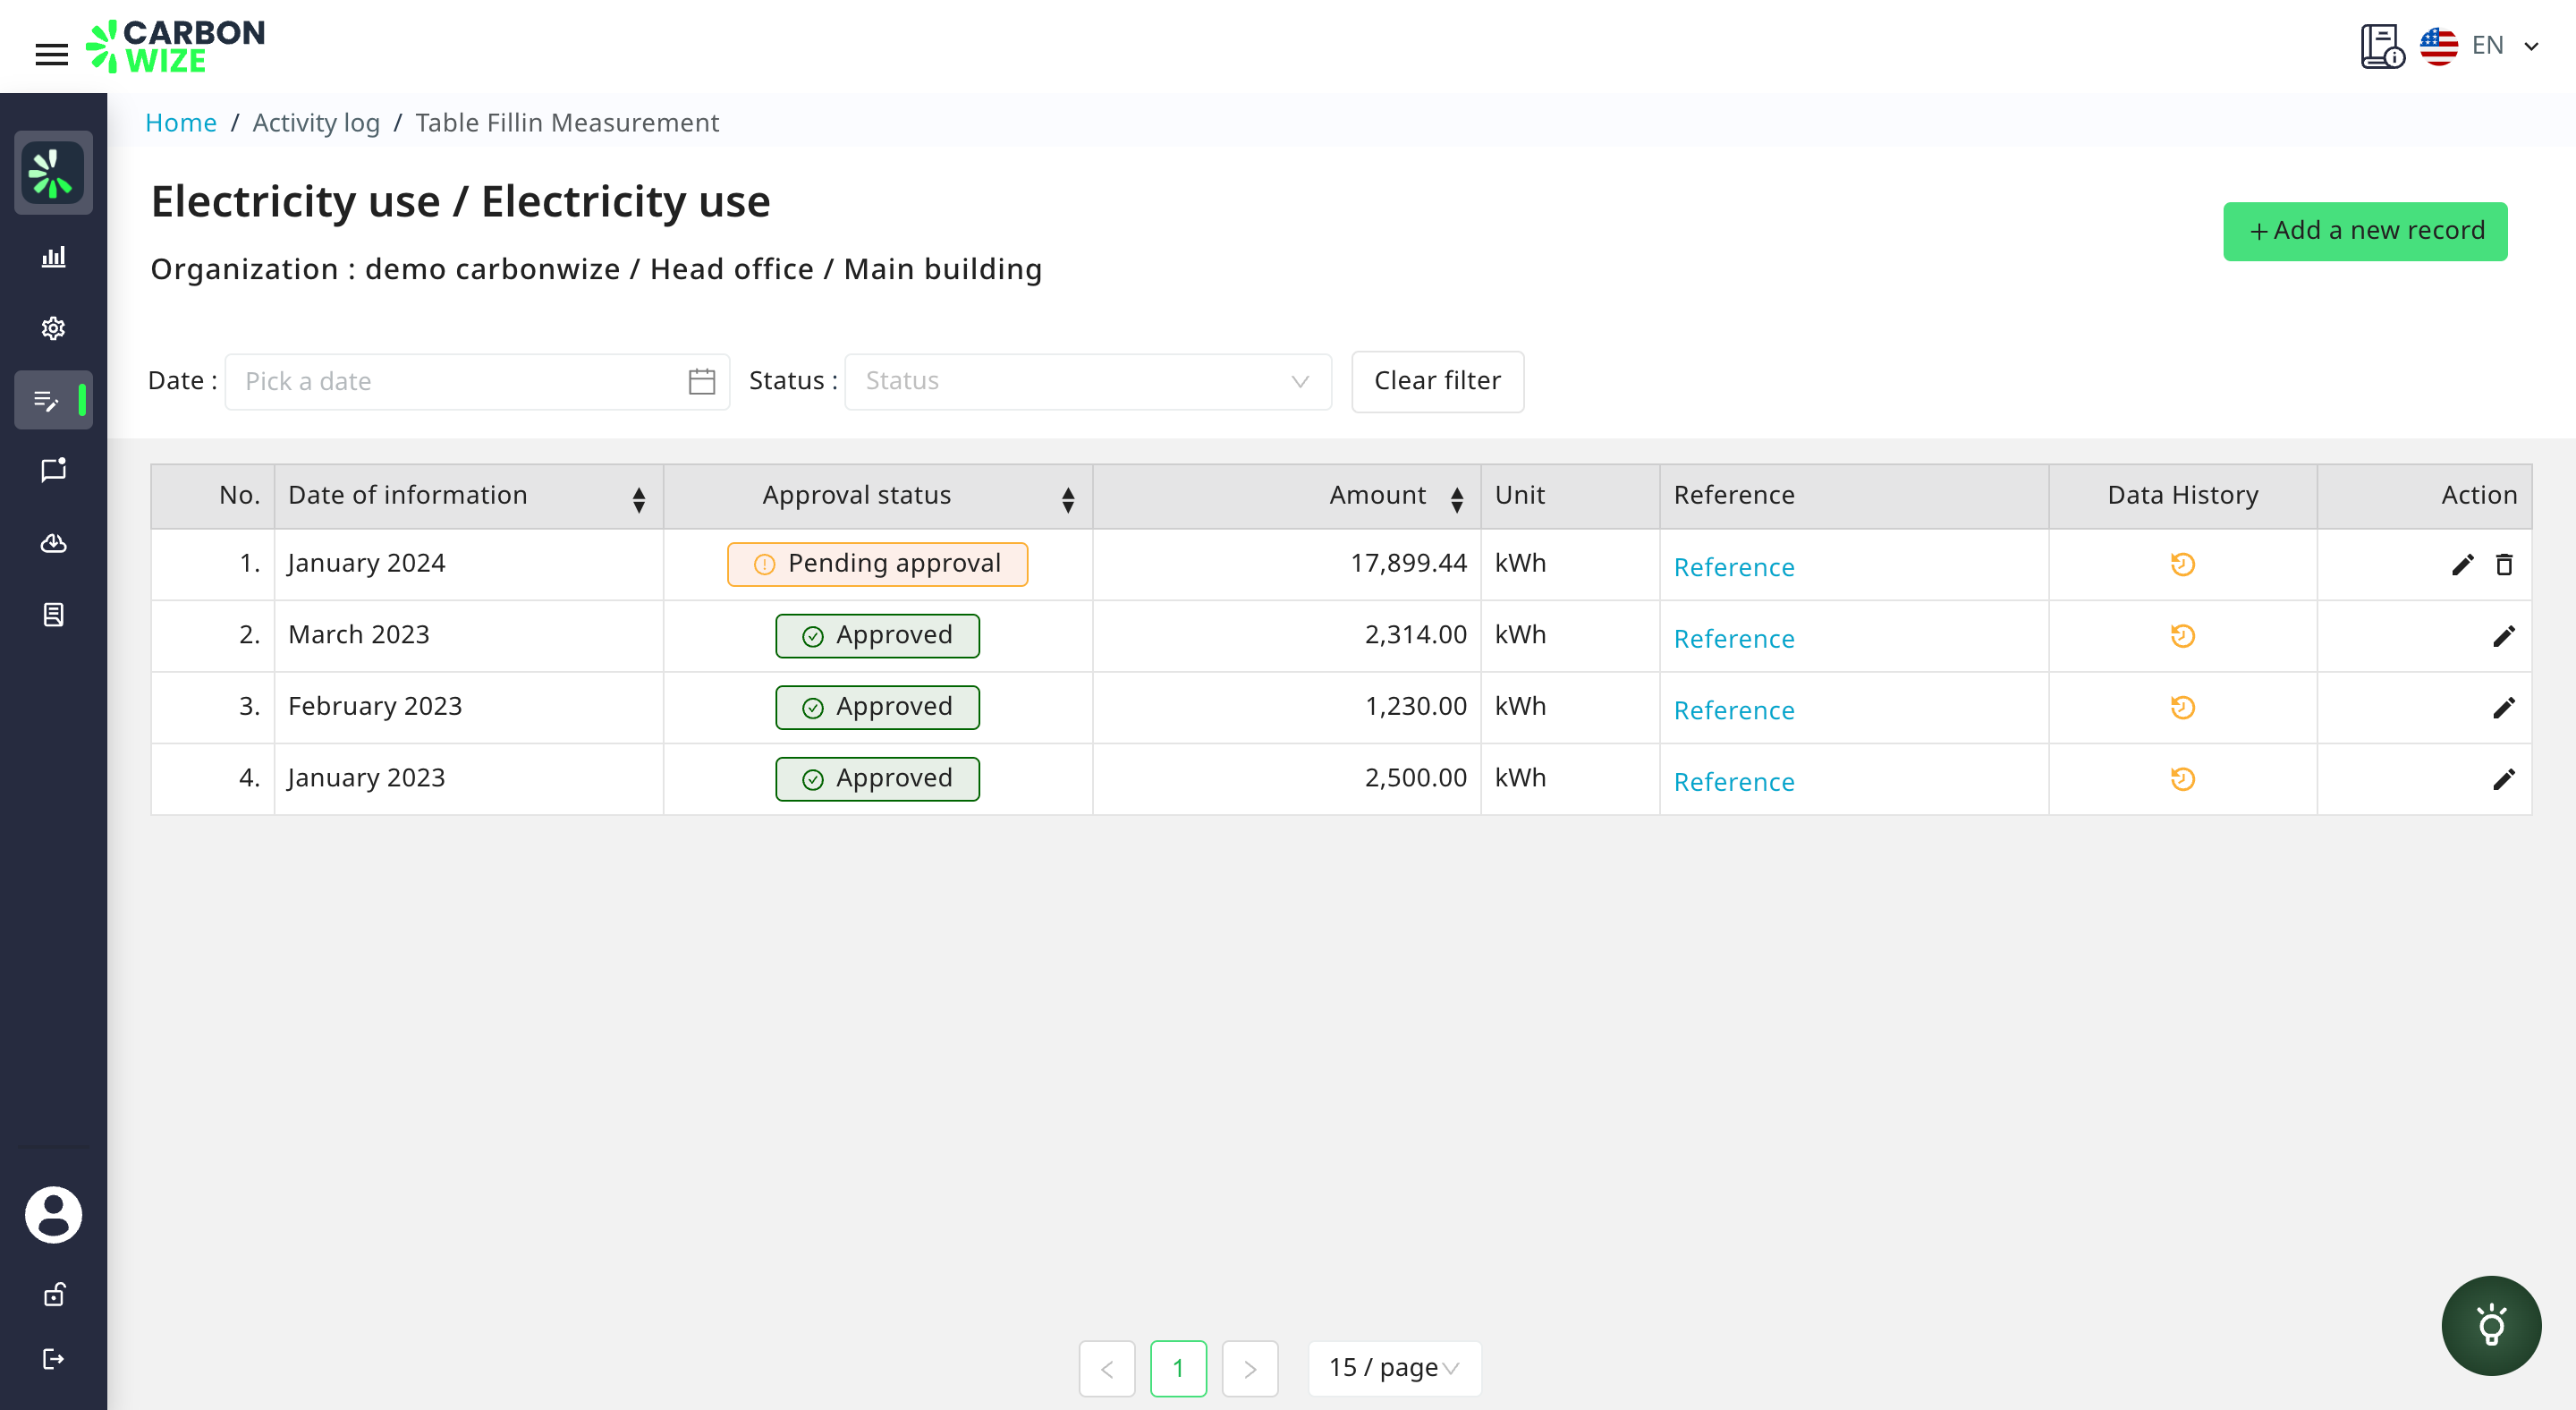 CARBON
WIZE
EN
Home / Activity log / Table Fillin Measurement
Electricity use / Electricity use
+ Add a new record
Organization : demo carbonwize / Head office / Main building
Date : Pick a date Status : Status Clear filter
No. Date of information Approval status Amount Unit Reference Data History Action
1. January 2024 Pending approval 17,899.44 kWh Reference
2. March 2023 Approved 2,314.00 kWh Reference
3. February 2023 Approved 1,230.00 kWh Reference
4. January 2023 Approved 2,500.00 kWh Reference
< 1 > 15 / page